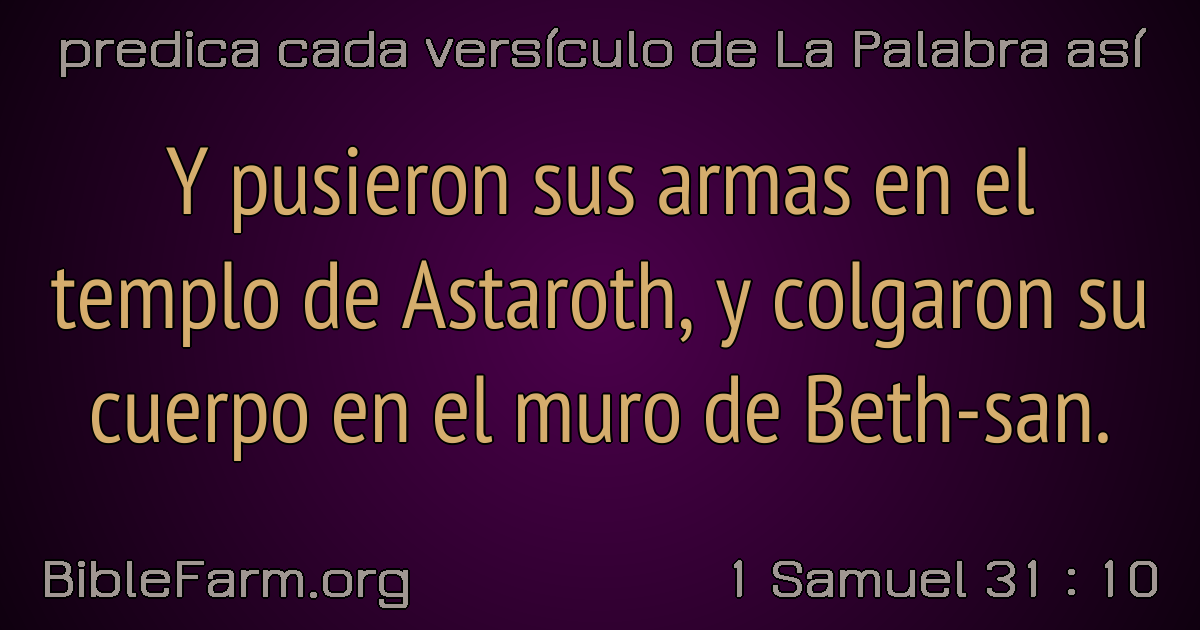 predica cada versículo de La Palabra así
Y pusieron sus armas en el
templo de Astaroth, y colgaron su
cuerpo en el muro de Beth-san.
BibleFarm.org
1 Samuel 31 : 10